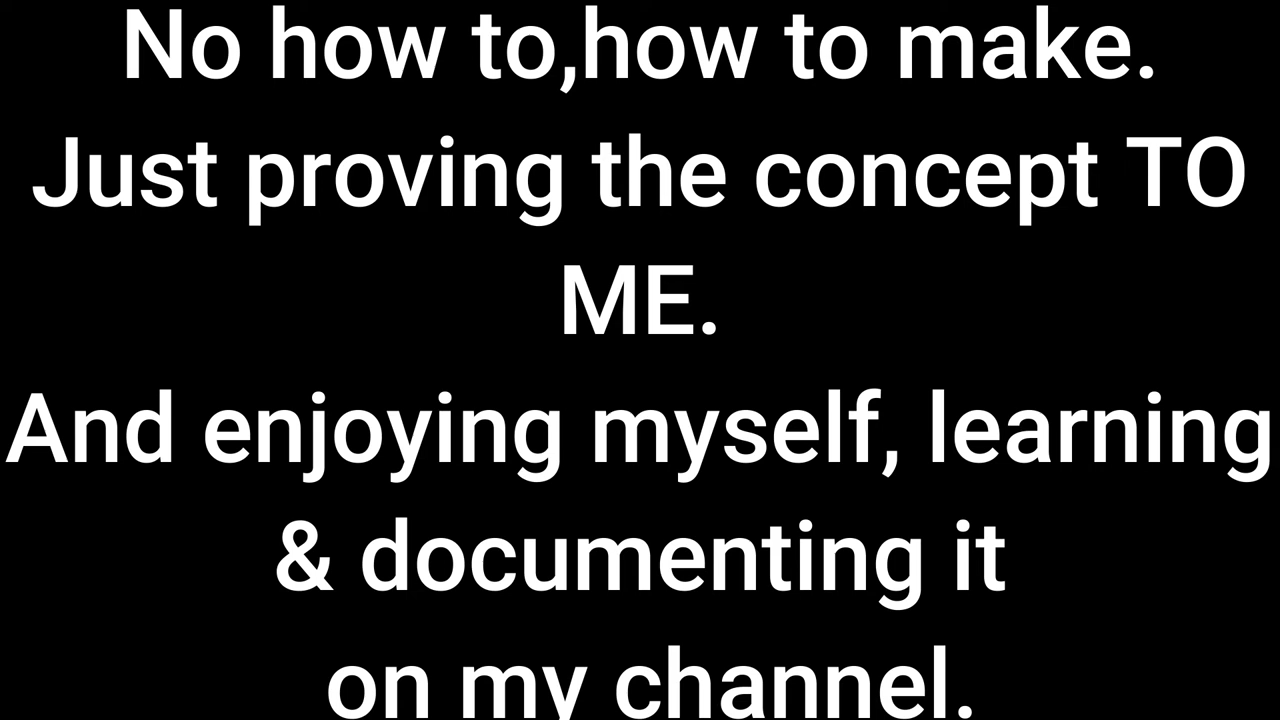 No how to,how to make.
Just proving the concept TO
ME.
And enjoying myself, learning
& documenting it
on my channel.